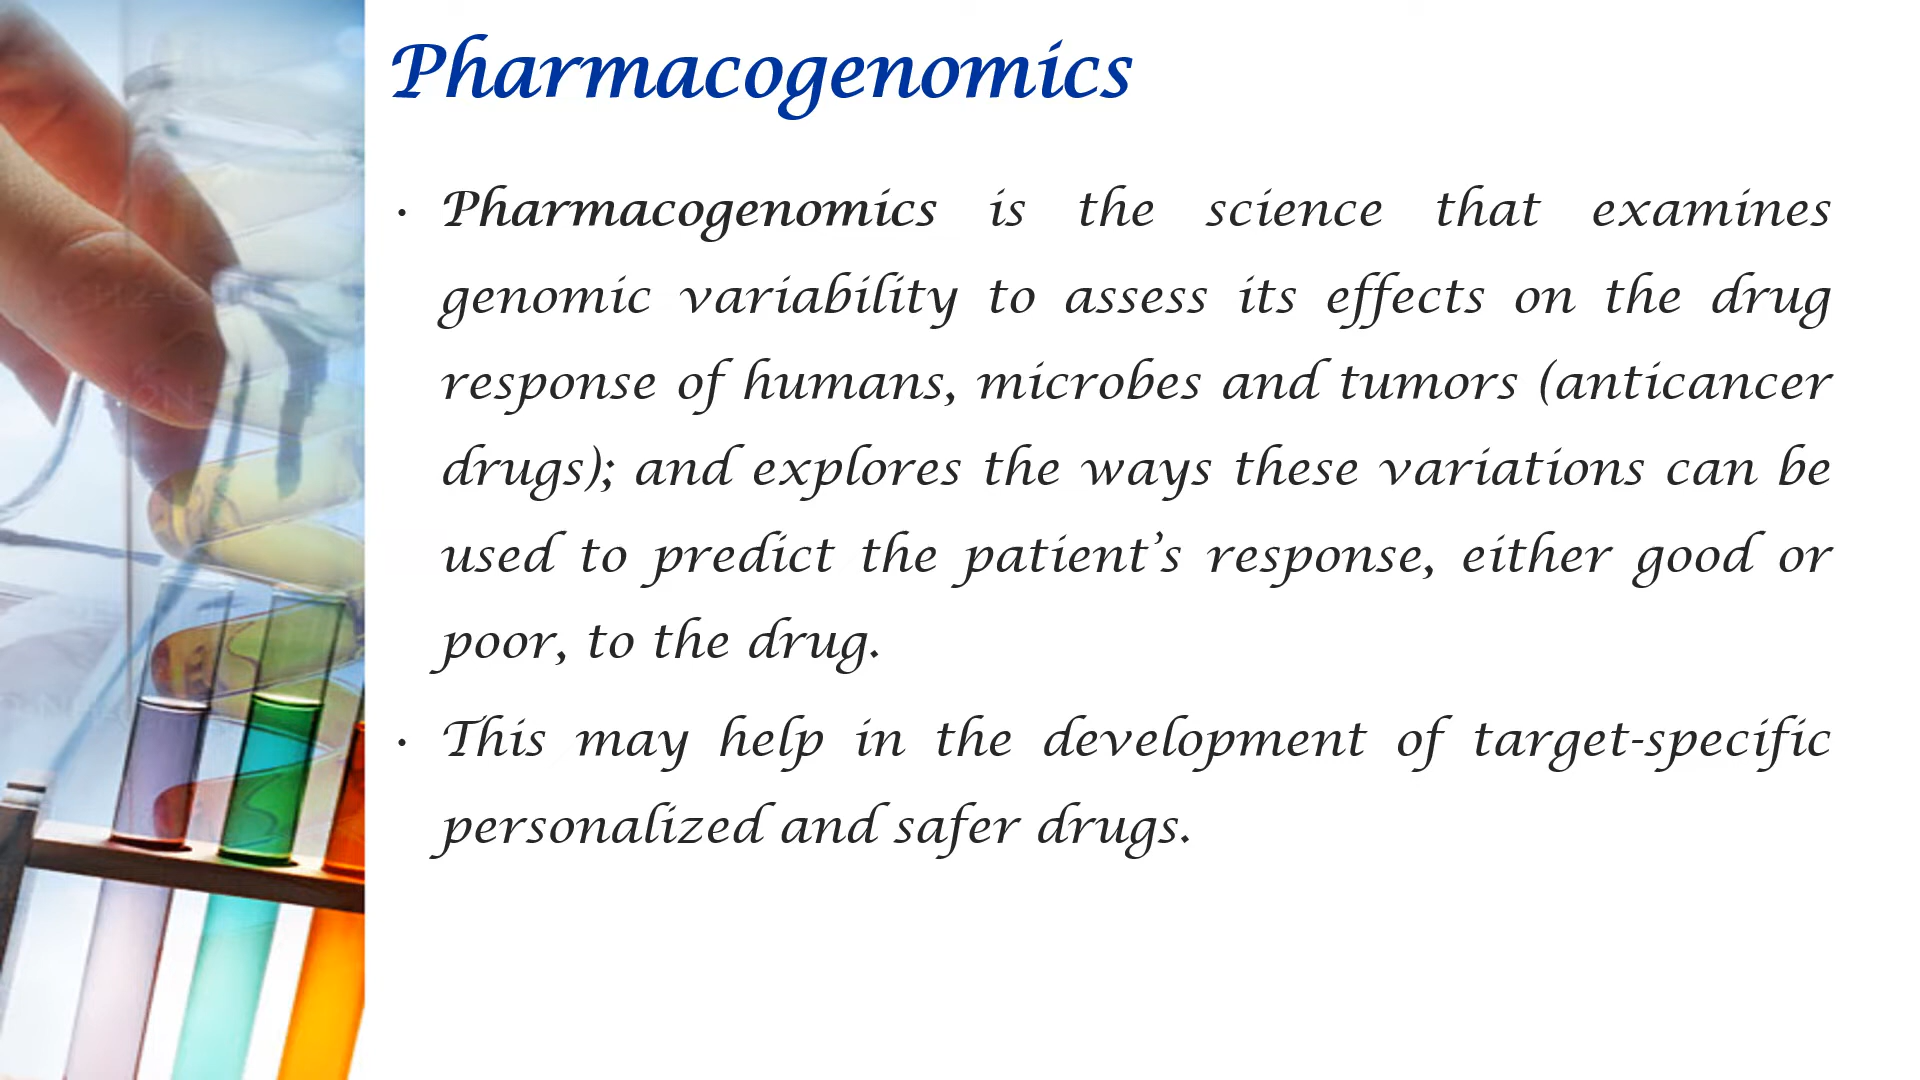 Pharmacogenomics
• Pharmacogenomics is the science that examines
genomic variability to assess its effects on the drug
response of humans, microbes and tumors (anticancer
drugs); and explores the ways these variations can be
used to predict the patient’s response, either good or
poor, to the drug.
• This may help in the development of target-specific
personalized and safer drugs.